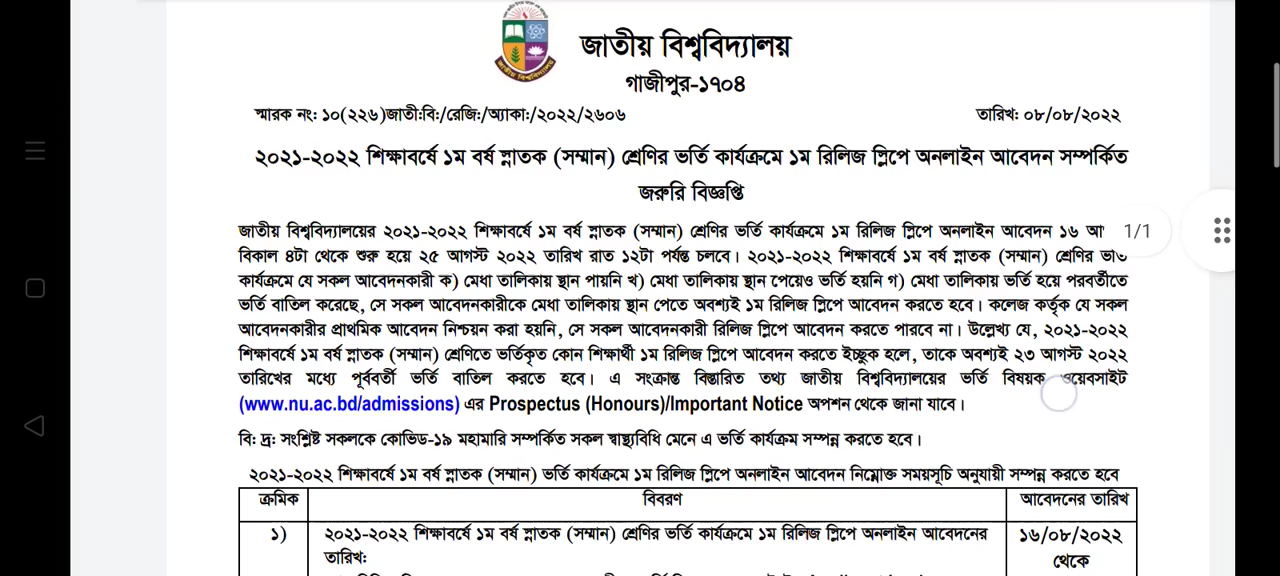 জাতীয় বিশ্ববিদ্যালয়
গাজীপুর-১৭০৪
স্মারক নং: ১০(২২৬)জাতী:বি:/রেজি:/অ্যাকা:/২০২২/২6০6 তারিখ: ০৮/০৮/২০২২
২০২১-২০২২ শিক্ষাবর্ষে ১ম বর্ষ স্নাতক (সম্মান) শ্রেণির ভর্তি কার্যক্রমে ১ম রিলিজ স্লিপে অনলাইন আবেদন সম্পর্কিত
জরুরি বিজ্ঞপ্তি
জাতীয় বিশ্ববিদ্যালয়ের ২০২১-২০২২ শিক্ষাবর্ষে ১ম বর্ষ স্নাতক (সম্মান) শ্রেণির ভর্তি কার্যক্রমে ১ম রিলিজ স্লিপে অনলাইন আবেদন ১৬ 1/1
বিকাল ৪টা থেকে শুরু হয়ে ২৫ আগস্ট ২০২২ তারিখ রাত ১২টা পর্যন্ত চলবে। ২০২১-২০২২ শিক্ষাবর্ষে ১ম বর্ষ স্নাতক (সম্মান) শ্রেণির ভর্তি
কার্যক্রমে যে সকল আবেদনকারী ক) মেধা তালিকায় স্থান পায়নি খ) মেধা তালিকায় স্থান পেয়েও ভর্তি হয়নি গ) মেধা তালিকায় ভর্তি হয়ে পরবর্তীতে
ভর্তি বাতিল করেছে, সে সকল আবেদনকারীকে মেধা তালিকায় স্থান পেতে অবশ্যই ১ম রিলিজ স্লিপে আবেদন করতে হবে। কলেজ কর্তৃক যে সকল
আবেদনকারীর প্রাথমিক আবেদন নিশ্চয়ন করা হয়নি, সে সকল আবেদনকারী রিলিজ স্লিপে আবেদন করতে পারবে না। উল্লেখ্য যে, ২০২১-২০২২
শিক্ষাবর্ষে ১ম বর্ষ স্নাতক (সম্মান) শ্রেণিতে ভর্তিকৃত কোন শিক্ষার্থী ১ম রিলিজ স্লিপে আবেদন করতে ইচ্ছুক হলে, তাকে অবশ্যই ২৩ আগস্ট ২০২২
তারিখের মধ্যে পূর্ববর্তী ভর্তি বাতিল করতে হবে। এ সংক্রান্ত বিস্তারিত তথ্য জাতীয় বিশ্ববিদ্যালয়ের ভর্তি বিষয়ক ওয়েবসাইট
(www.nu.ac.bd/admissions) এর Prospectus (Honours)/Important Notice অপশন থেকে জানা যাবে।
বি: দ্র: সংশ্লিষ্ট সকলকে কোভিড-১৯ মহামারি সম্পর্কিত সকল স্বাস্থ্যবিধি মেনে এ ভর্তি কার্যক্রম সম্পন্ন করতে হবে।
২০২১-২০২২ শিক্ষাবর্ষে ১ম বর্ষ স্নাতক (সম্মান) ভর্তি কার্যক্রমে ১ম রিলিজ স্লিপে অনলাইন আবেদন নিম্নোক্ত সময়সূচি অনুযায়ী সম্পন্ন করতে হবে
ক্রমিক বিবরণ আবেদনের তারিখ
১) ২০২১-২০২২ শিক্ষাবর্ষে ১ম বর্ষ স্নাতক (সম্মান) শ্রেণির ভর্তি কার্যক্রমে ১ম রিলিজ স্লিপে অনলাইন আবেদনের ১৬/০৮/২০২২
তারিখ: থেকে